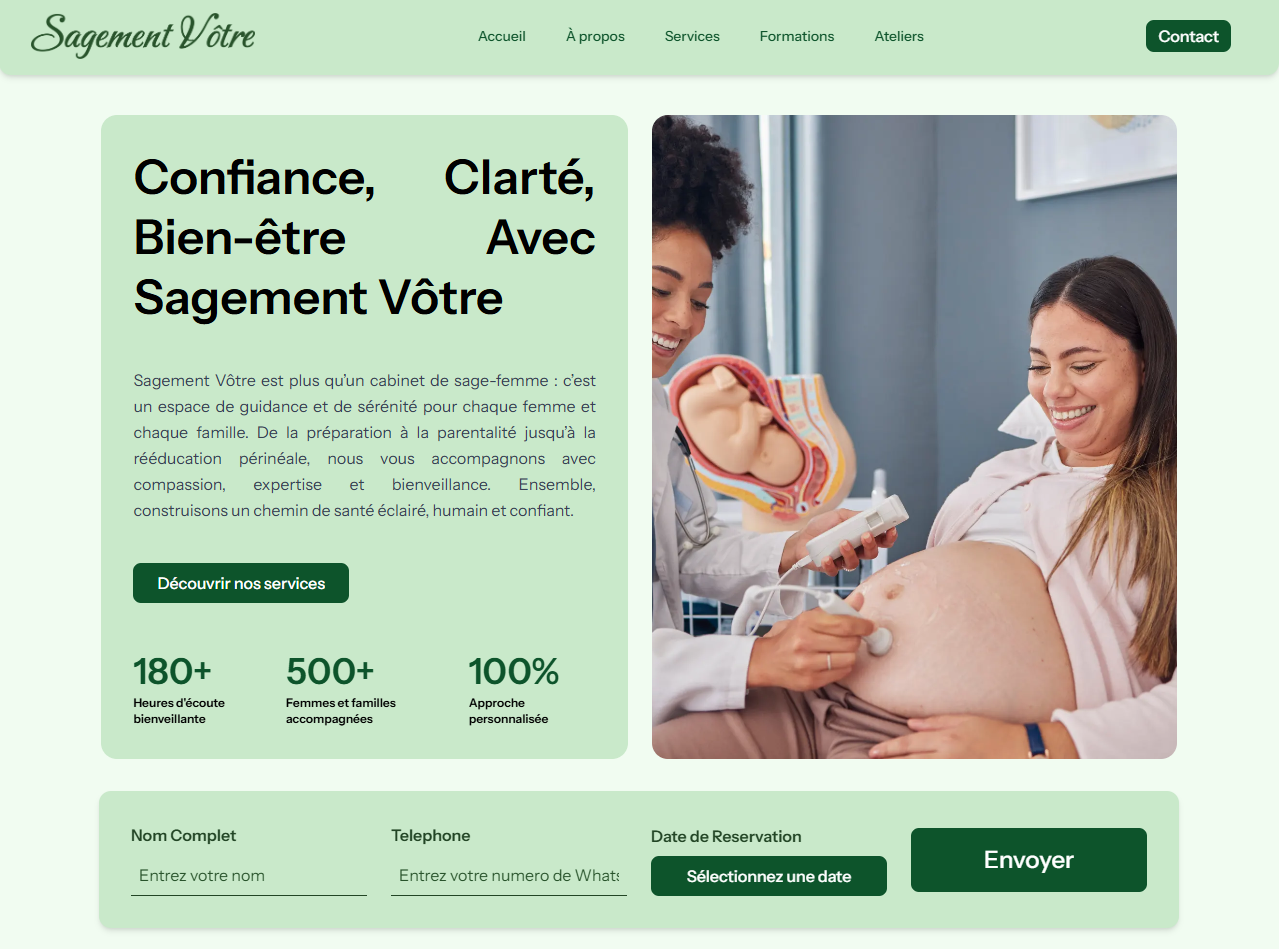 Sagement Vôtre
Accueil
À propos
Services
Formations
Ateliers
Contact
Confiance, Clarté,
Bien-être Avec
Sagement Vôtre
Sagement Vôtre est plus qu’un cabinet de sage-femme : c’est
un espace de guidance et de sérénité pour chaque femme et
chaque famille. De la préparation à la parentalité jusqu’à la
rééducation périnéale, nous vous accompagnons avec
compassion, expertise et bienveillance. Ensemble,
construisons un chemin de santé éclairé, humain et confiant.
Découvrir nos services
180+
Heures d'écoute
bienveillante
500+
Femmes et familles
accompagnées
100%
Approche
personnalisée
Nom Complet
Entrez votre nom
Telephone
Entrez votre numero de Whats
Date de Reservation
Sélectionnez une date
Envoyer